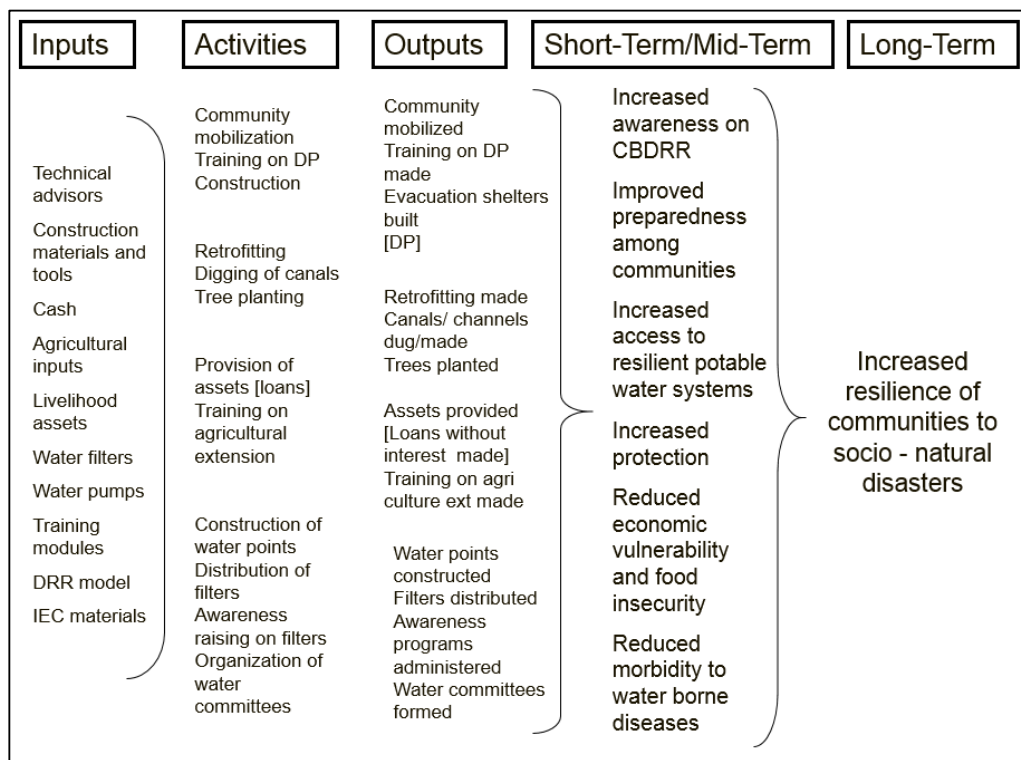 Inputs
Activities
Outputs
Short-Term/Mid-Term
Long-Term
Technical
advisors
Construction
materials and
tools
Cash
Agricultural
inputs
Livelihood
assets
Water filters
Water pumps
Training
modules
DRR model
IEC materials
Community
mobilization
Training on DP
Construction
Retrofitting
Digging of canals
Tree planting
Provision of
assets [loans]
Training on
agricultural
extension
Construction of
water points
Distribution of
filters
Awareness
raising on filters
Organization of
water
committees
Community
mobilized
Training on DP
made
Evacuation shelters
built
[DP]
Retrofitting made
Canals/ channels
dug/made
Trees planted
Assets provided
[Loans without
interest  made]
Training on agri
culture ext made
Water points
constructed
Filters distributed
Awareness
programs
administered
Water committees
formed
Increased
awareness on
CBDRR
Improved
preparedness
among
communities
Increased
access to
resilient potable
water systems
Increased
protection
Reduced
economic
vulnerability
and food
insecurity
Reduced
morbidity to
water borne
diseases
Increased
resilience of
communities to
socio - natural
disasters